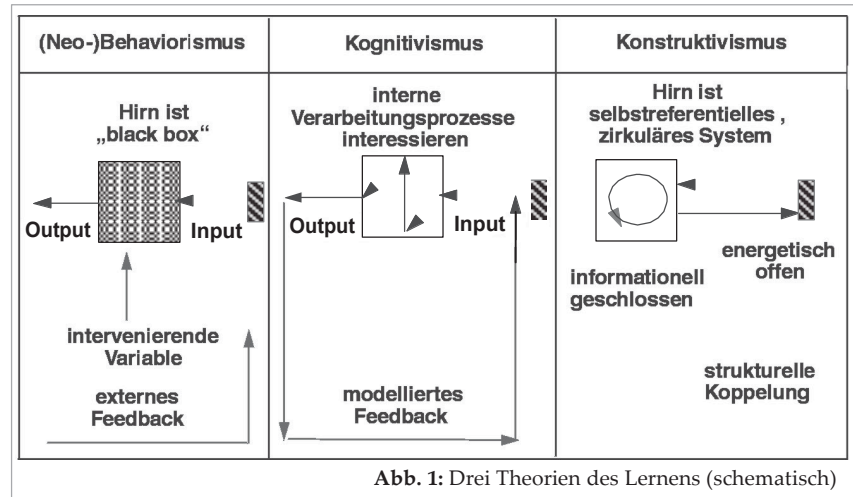 (Neo-)Behaviorismus
Hirn ist
„black box“
Output
Input
intervenierende
Variable
externes
Feedback
Kognitivismus
interne
Verarbeitungsprozesse
interessieren
Output
Input
modelliertes
Feedback
Konstruktivismus
Hirn ist
selbstreferentielles ,
zirkuläres System
energetisch
offen
informationell
geschlossen
strukturelle
Koppelung
Abb. 1: Drei Theorien des Lernens (schematisch)